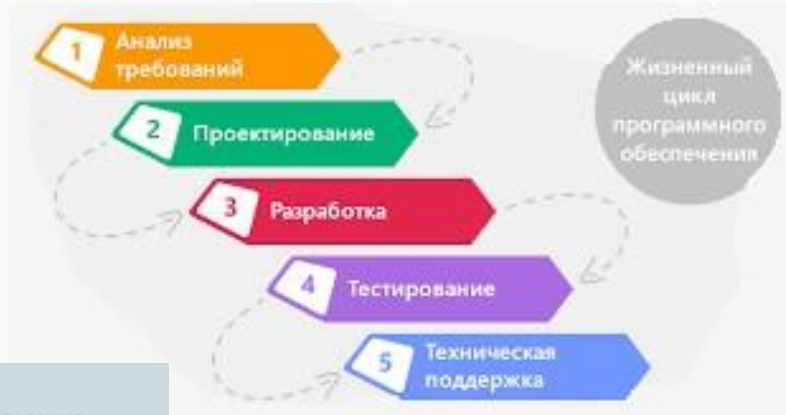 1
Анализ
требований
2
Проектирование
3
Разработка
4
Тестирование
5
Техническая
поддержка
Жизненный
цикл
программного
обеспечения